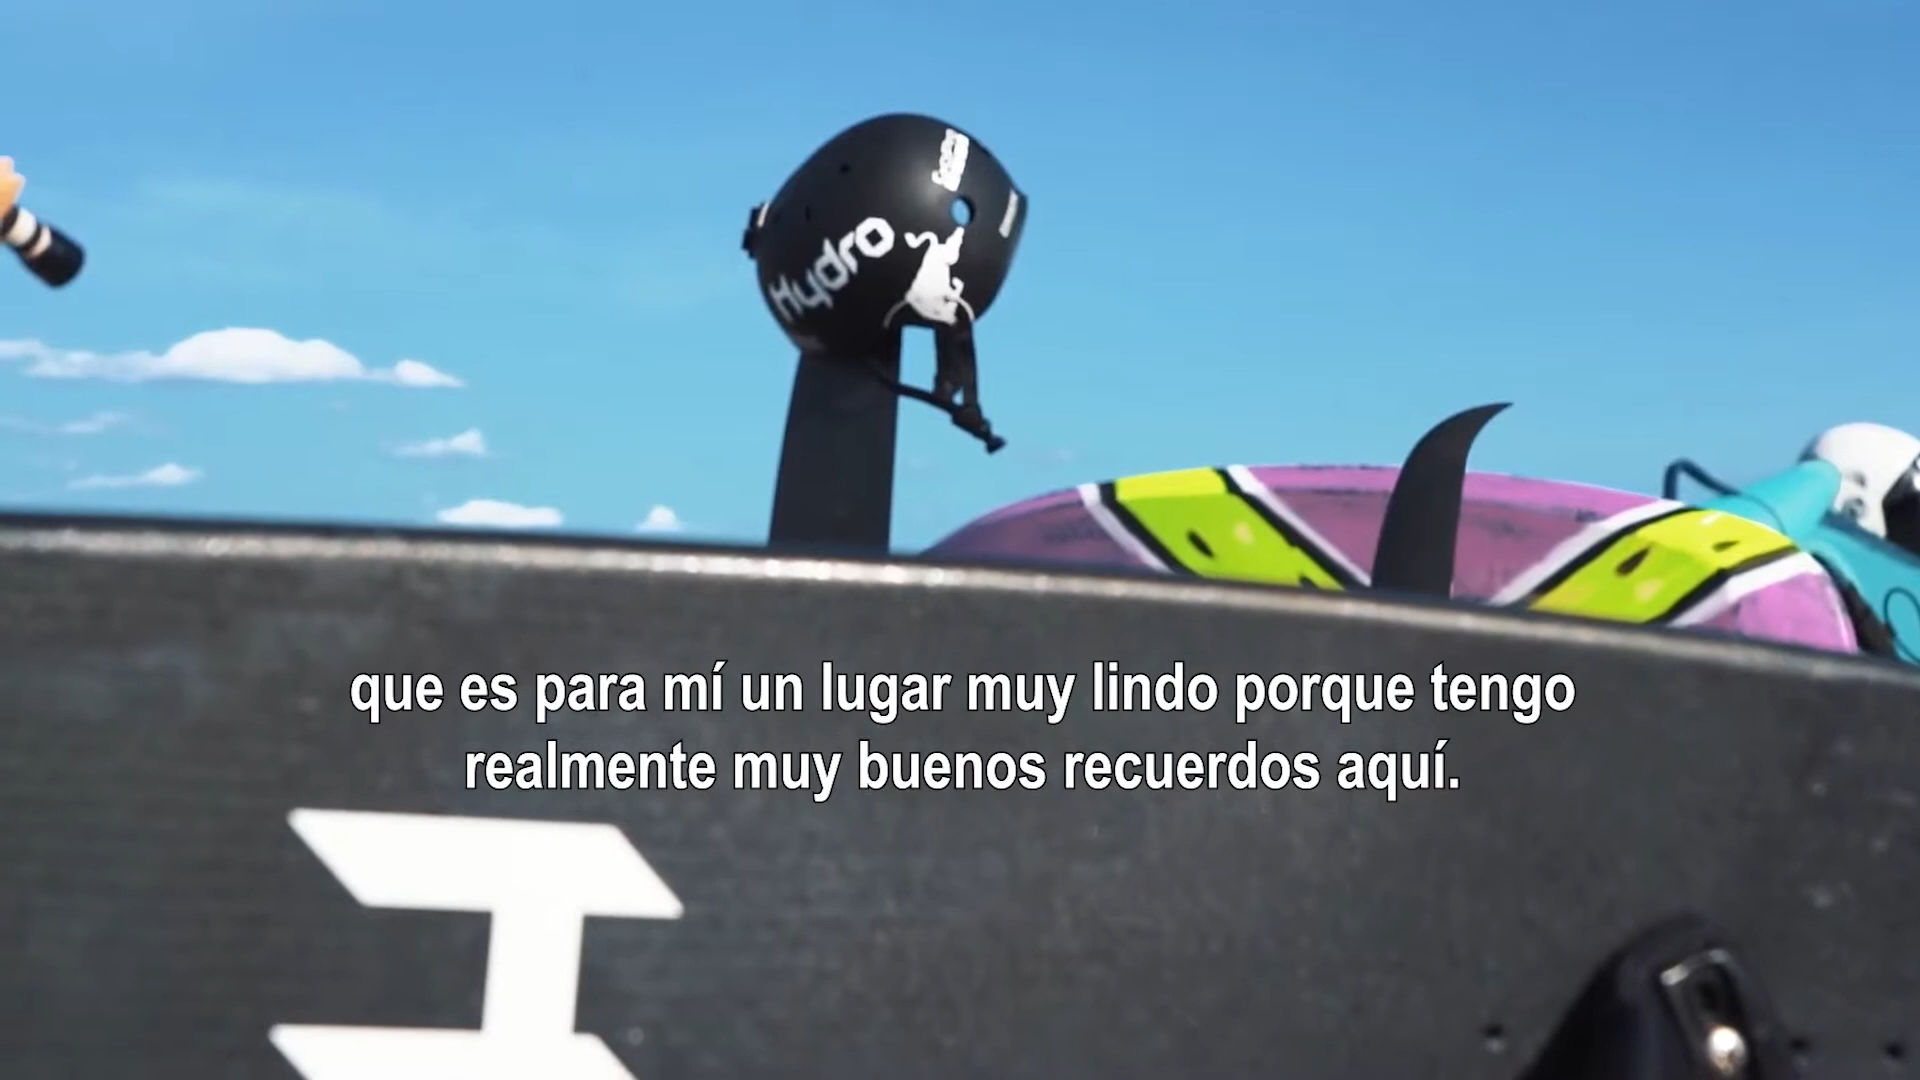 Hydro
que es para mí un lugar muy lindo porque tengo
realmente muy buenos recuerdos aquí.